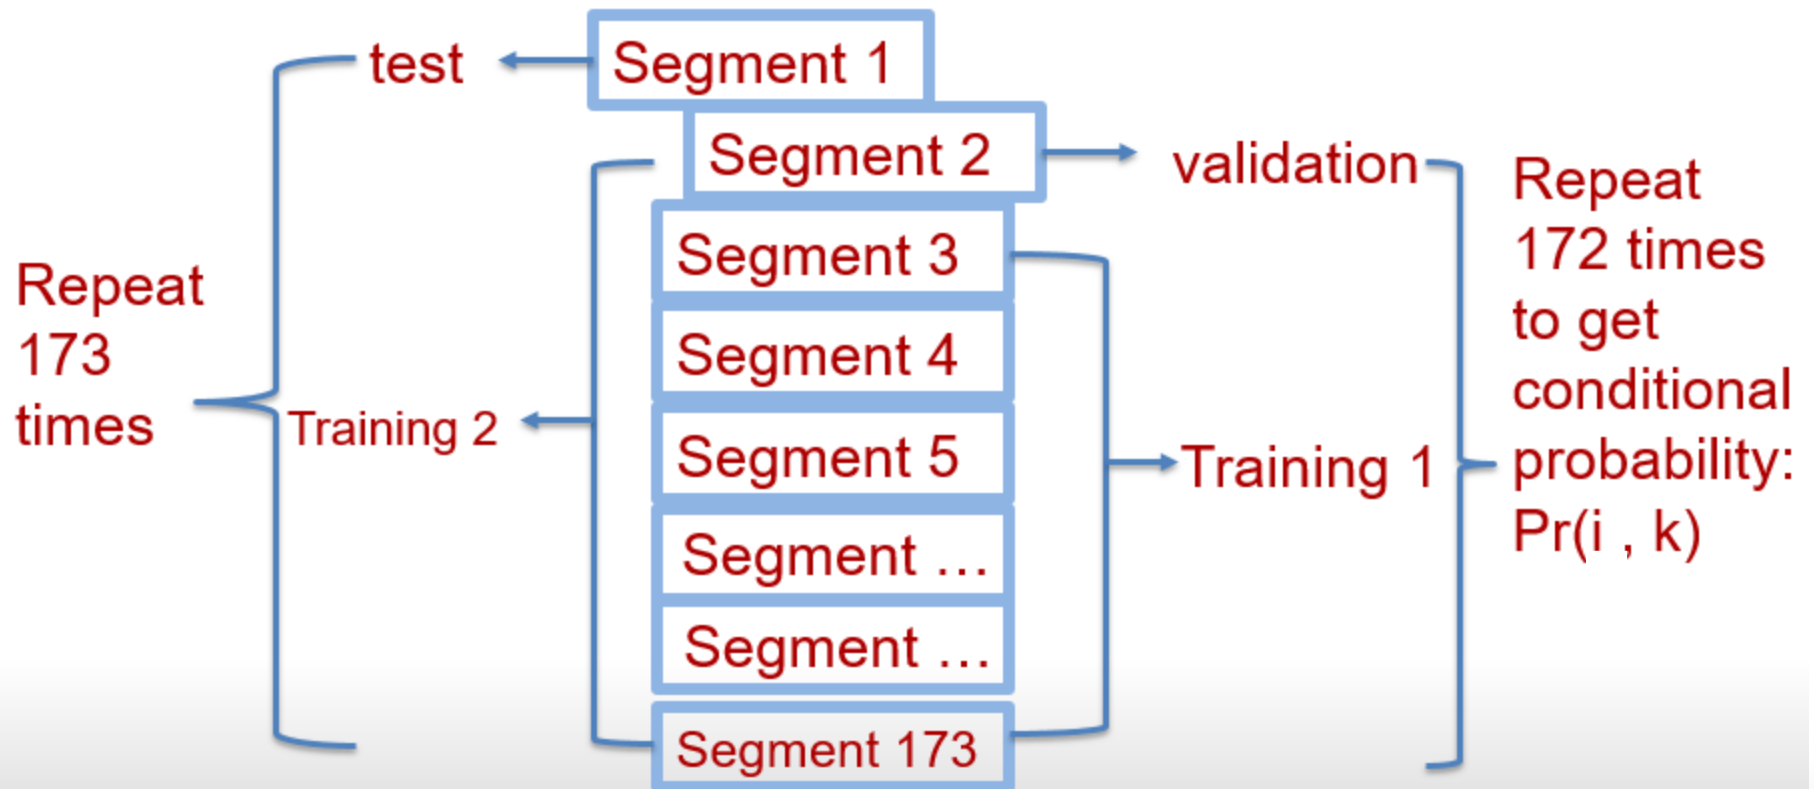 test
Segment 1
Segment 2
validation
Segment 3
Segment 4
Segment 5
Segment ...
Segment ...
Segment 173
Repeat
173
times
Training 2
Training 1
Repeat
172 times
to get
conditional
probability:
Pr(i , k)